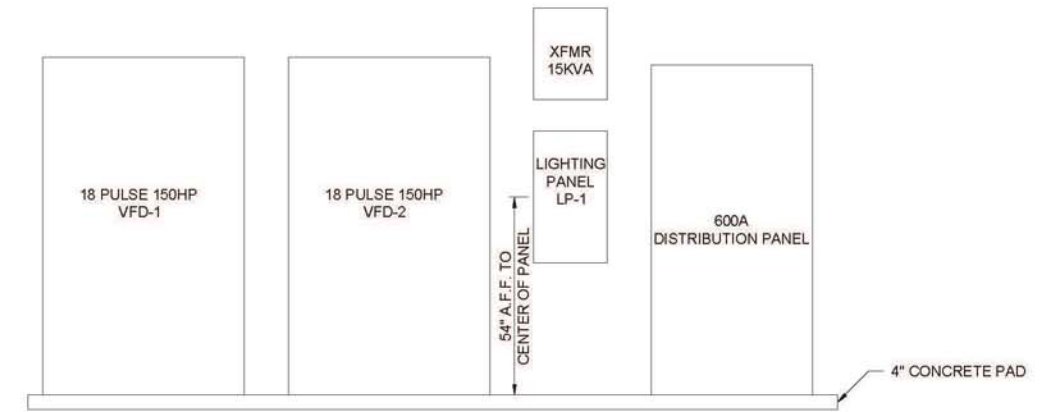 XFMR
15KVA
18 PULSE 150HP
VFD-1
18 PULSE 150HP
VFD-2
LIGHTING
PANEL
LP-1
600A
DISTRIBUTION PANEL
54" A.F.F. TO
CENTER OF PANEL
4" CONCRETE PAD